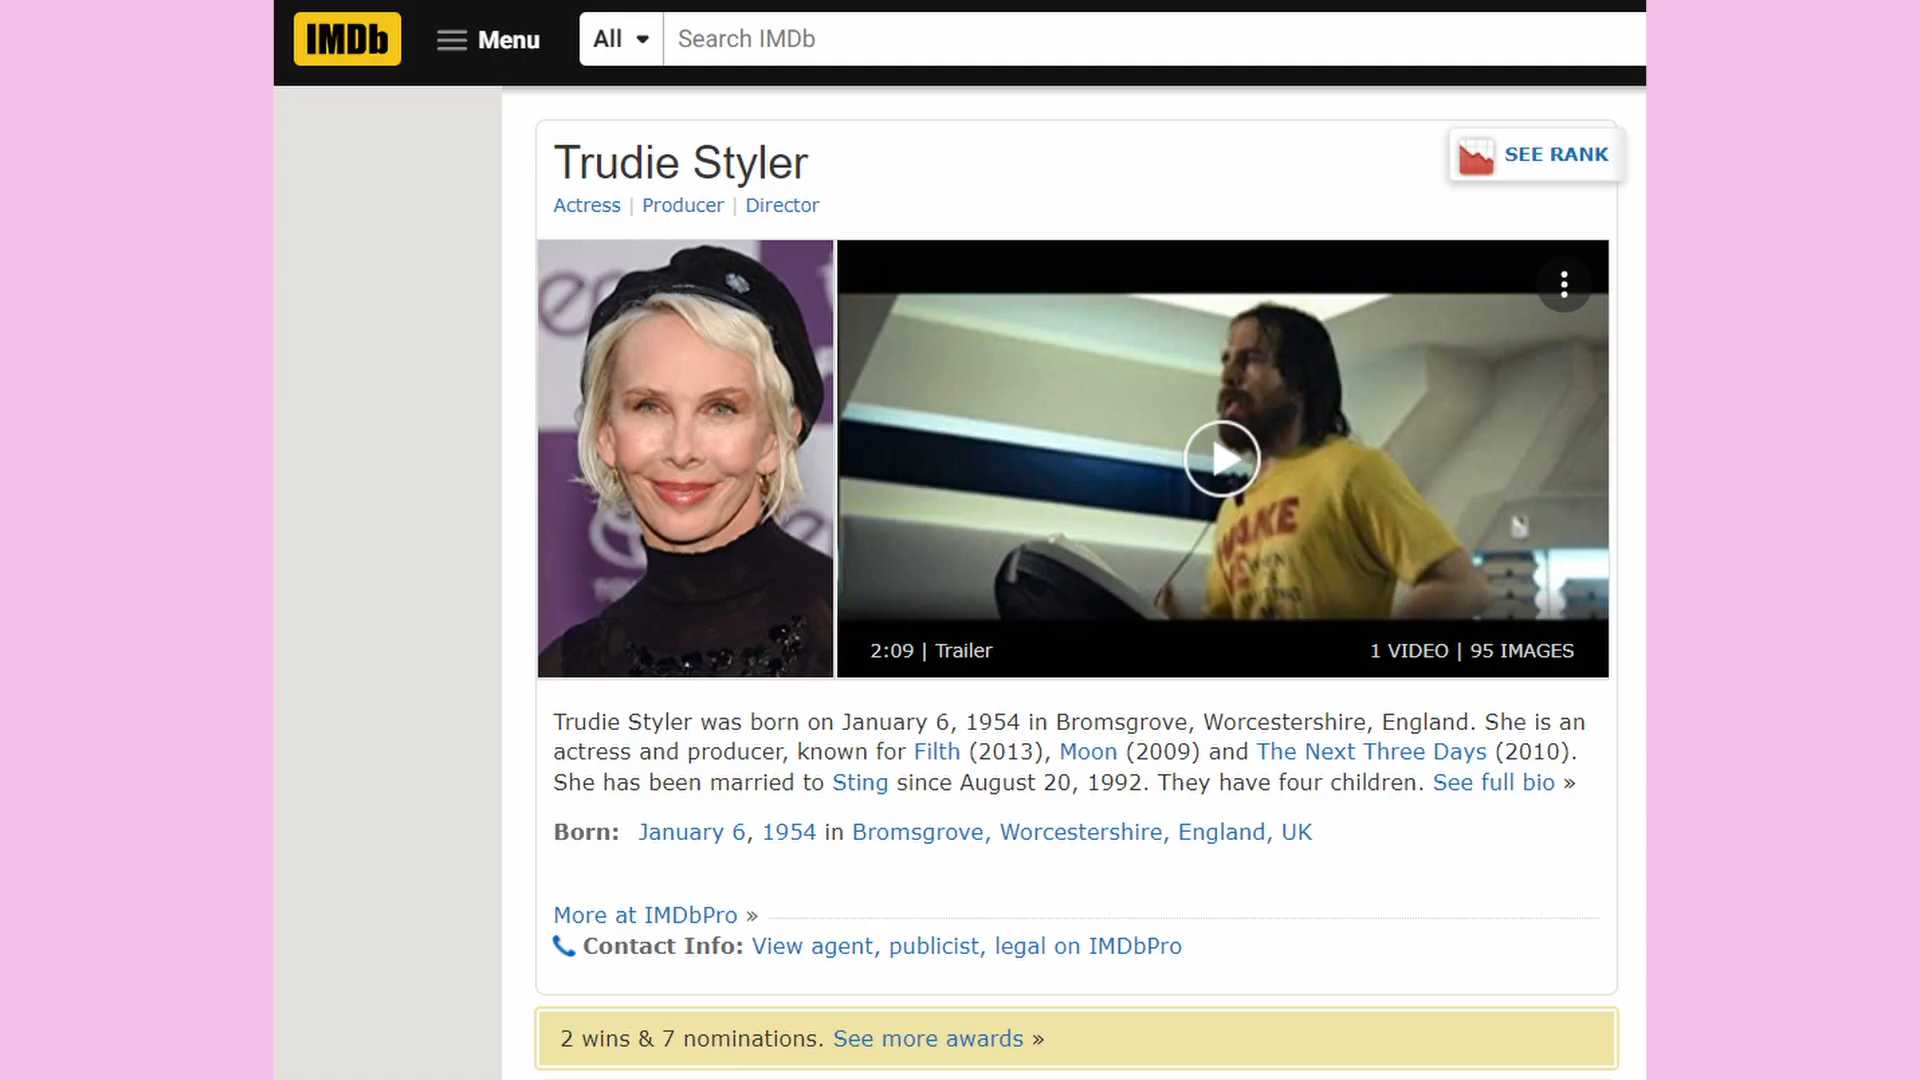 IMDb Menu All Search IMDb
Trudie Styler
SEE RANK
Actress | Producer | Director
WAKE
2:09 | Trailer
1 VIDEO | 95 IMAGES
Trudie Styler was born on January 6, 1954 in Bromsgrove, Worcestershire, England. She is an
actress and producer, known for Filth (2013), Moon (2009) and The Next Three Days (2010).
She has been married to Sting since August 20, 1992. They have four children. See full bio »
Born: January 6, 1954 in Bromsgrove, Worcestershire, England, UK
More at IMDbPro »
Contact Info: View agent, publicist, legal on IMDbPro
2 wins & 7 nominations. See more awards »